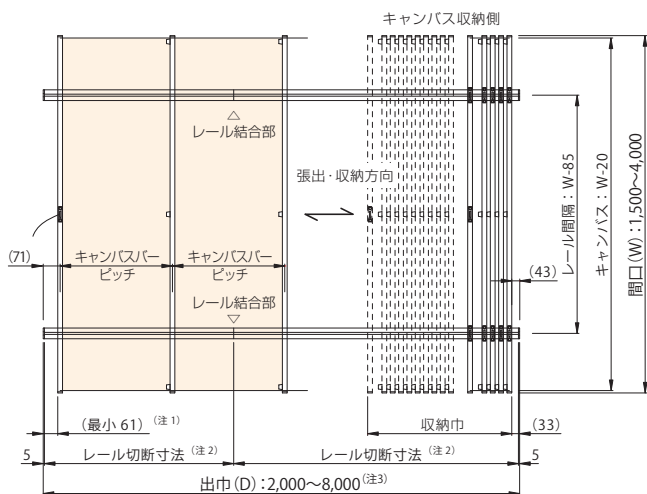 キャンバス収納側
△
レール結合部
張出・収納方向
(71)
キャンバスバー
ピッチ
キャンバスバー
ピッチ
レール結合部
▽
(43)
レール間隔：W-85
キャンバス：W-20
間口(W)：1,500～4,000
(最小 61) (注 1)
収納巾
(33)
5
レール切断寸法 (注 2)
レール切断寸法 (注 2)
5
出巾(D)：2,000～8,000(注3)